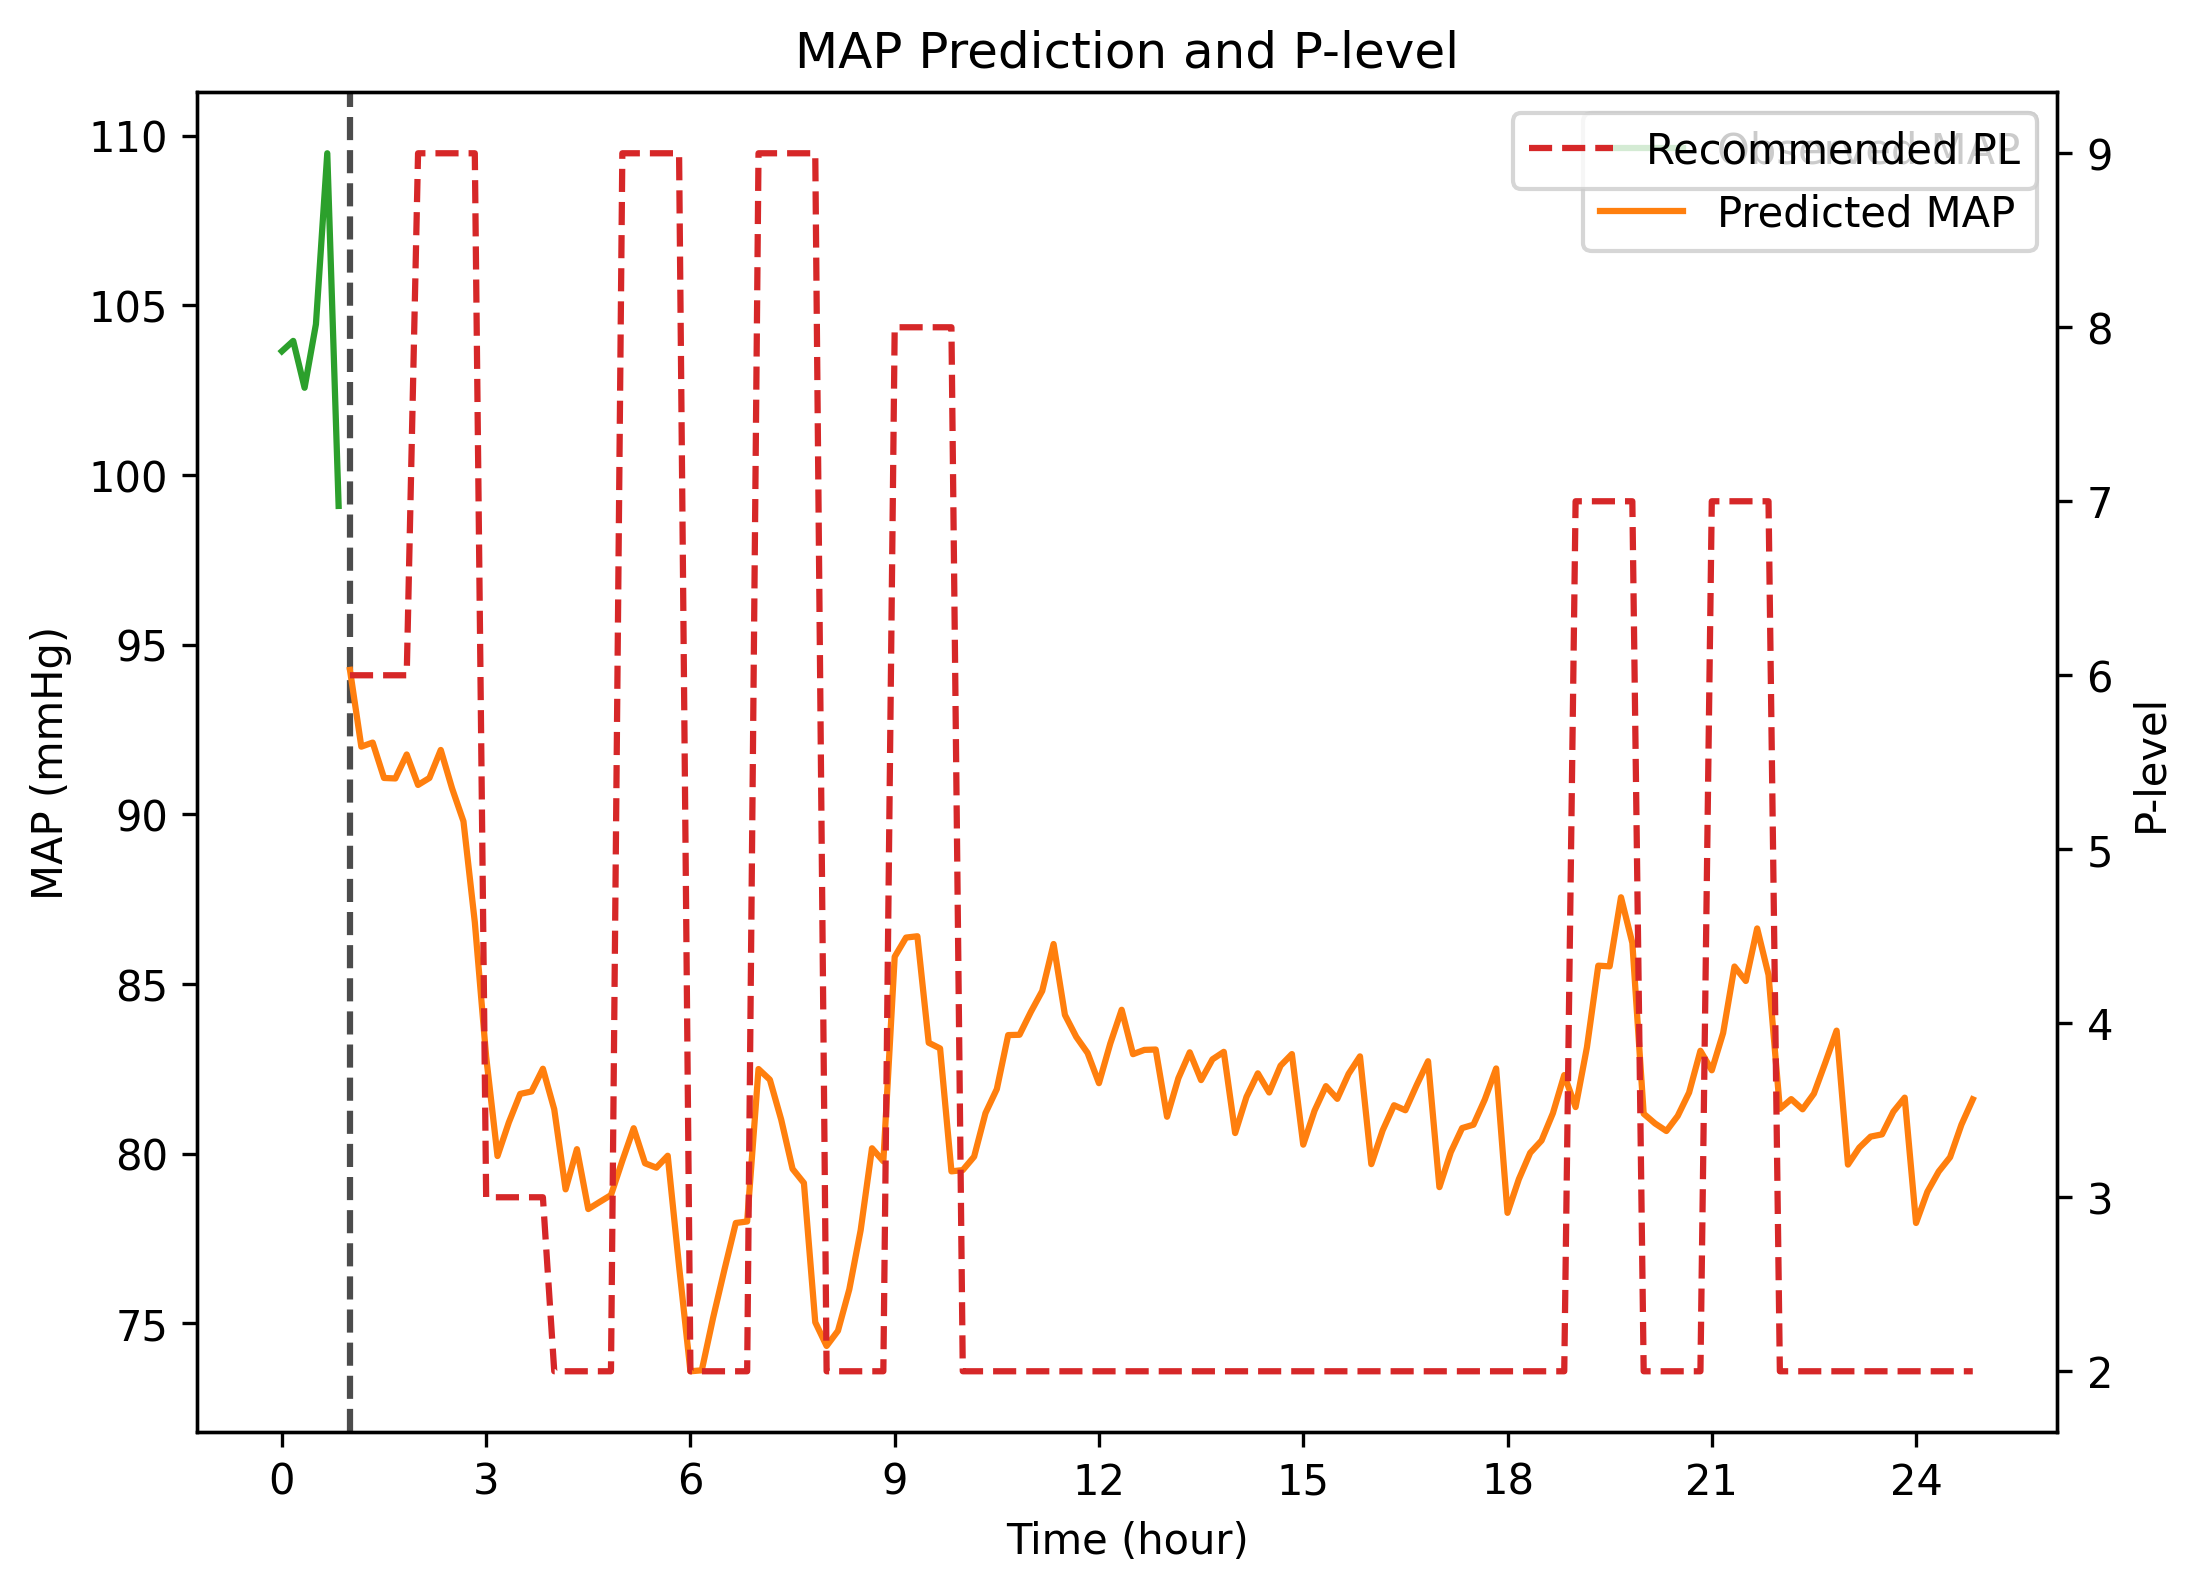 MAP Prediction and P-level
Recommended PL
Observed MAP
Predicted MAP
110
105
100
95
90
85
80
75
MAP (mmHg)
9
8
7
6
5
4
3
2
P-level
0 3 6 9 12 15 18 21 24
Time (hour)